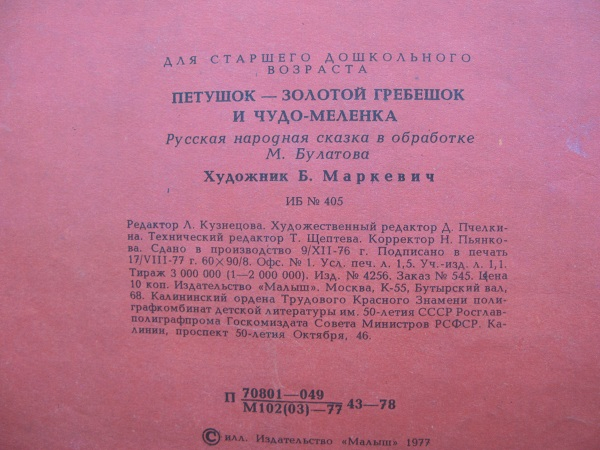 ДЛЯ СТАРШЕГО ДОШКОЛЬНОГО
ВОЗРАСТА
ПЕТУШОК — ЗОЛОТОЙ ГРЕБЕШОК
И ЧУДО-МЕЛЕНКА
Русская народная сказка в обработке
М. Булатова
Художник Б. Маркевич
ИБ № 405
Редактор Л. Кузнецова. Художественный редактор Д. Пчелки-
на. Технический редактор Т. Щептева. Корректор Н. Пьянко-
ва. Сдано в производство 9/XII-76 г. Подписано в печать
17/VIII-77 г. 60×90/8. Офс. № 1. Усл. печ. л. 1,5. Уч.-изд. л. 1,1.
Тираж 3 000 000 (1—2 000 000). Изд. № 4256. Заказ № 545. Цена
10 коп. Издательство «Малыш». Москва, К-55, Бутырский вал,
68. Калининский ордена Трудового Красного Знамени поли-
графкомбинат детской литературы им. 50-летия СССР Росглав-
полиграфпрома Госкомиздата Совета Министров РСФСР. Ка-
линин, проспект 50-летия Октября, 46.
П 70801—049
М102(03)—77 43—78
© илл. Издательство «Малыш» 1977